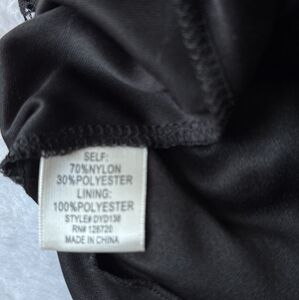 SELF:
70%NYLON
30%POLYESTER
LINING:
100%POLYESTER
STYLE# DYD138
RN# 128720
MADE IN CHINA